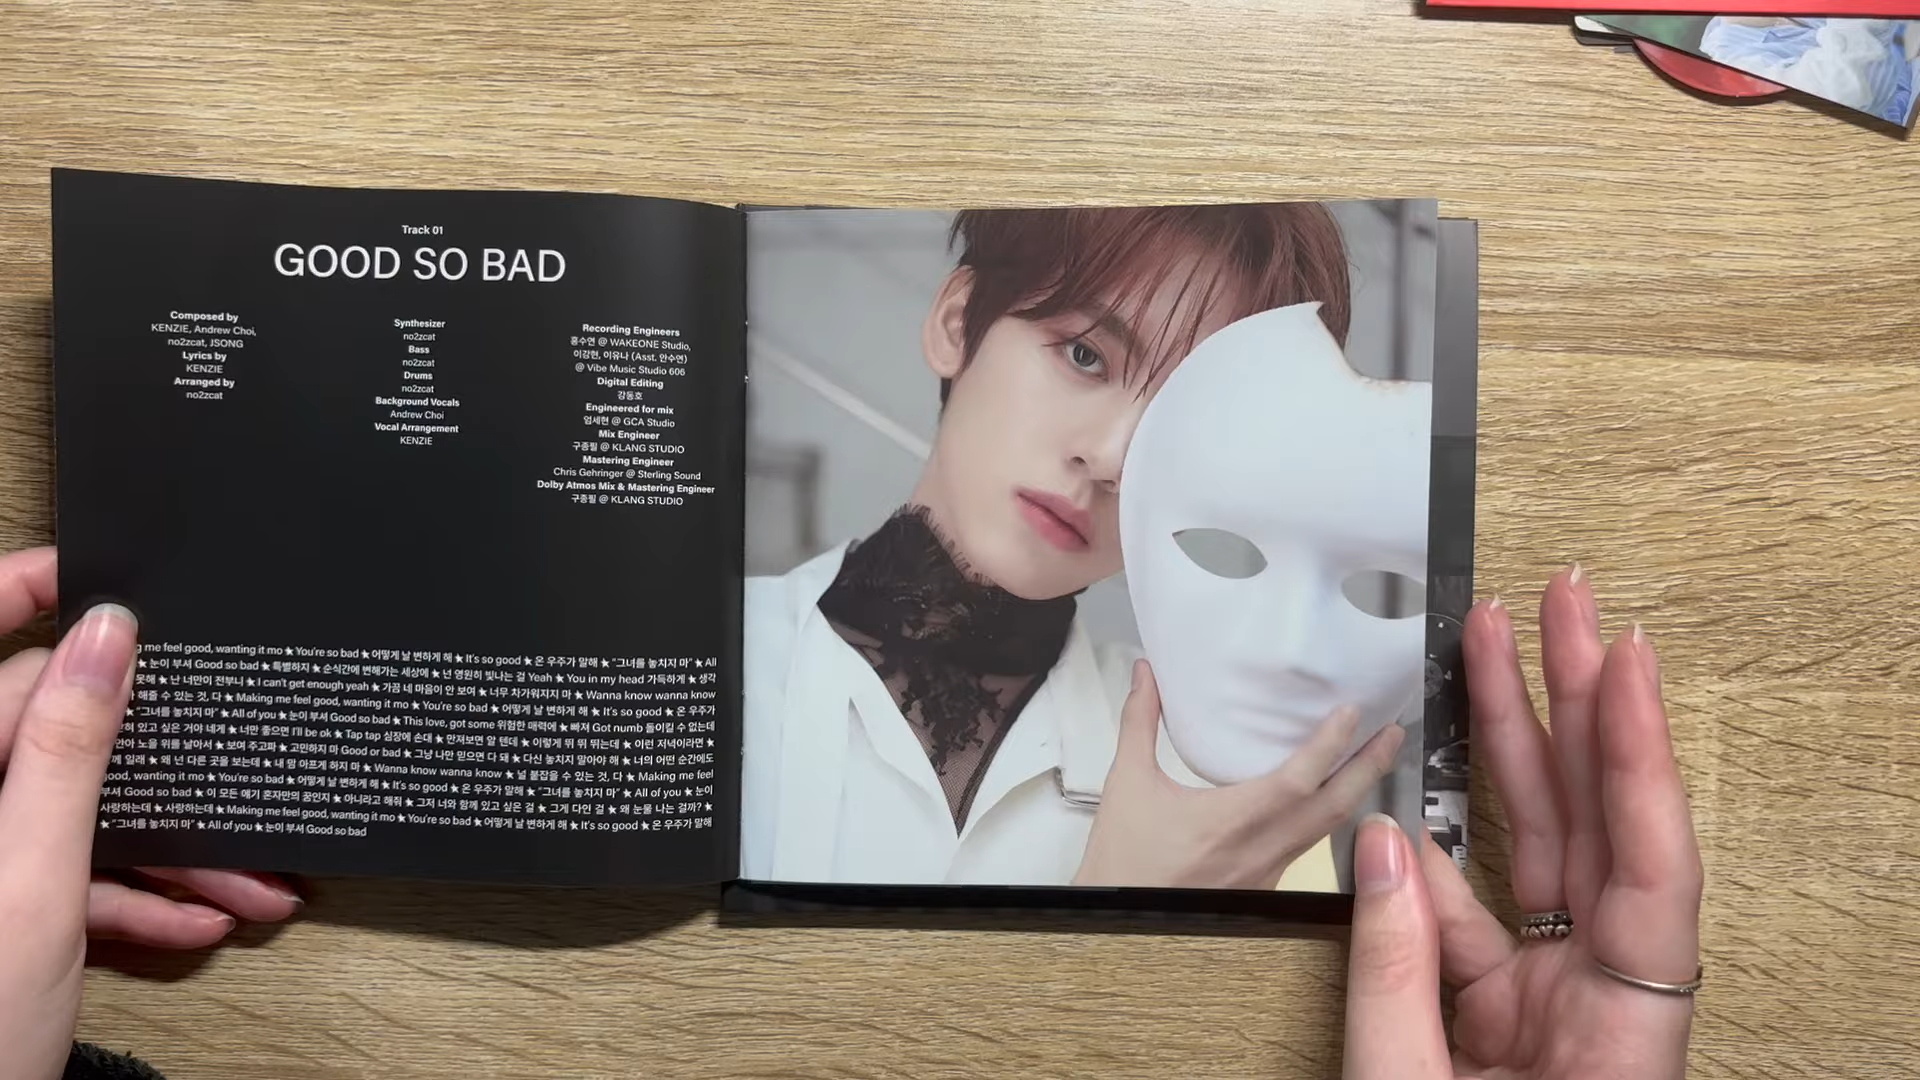 Track 01
GOOD SO BAD
Composed by
KENZIE, Andrew Choi,
no2zcat, JSONG
Lyrics by
KENZIE
Arranged by
no2zcat
Synthesizer
no2zcat
Bass
no2zcat
Drums
no2zcat
Background Vocals
Andrew Choi
Vocal Arrangement
KENZIE
Recording Engineers
홍수연 @ WAKEONE Studio,
이강현, 이유나 (Asst. 안수연)
@ Vibe Music Studio 606
Digital Editing
강동호
Engineered for mix
엄세현 @ GCA Studio
Mix Engineer
구종필 @ KLANG STUDIO
Mastering Engineer
Chris Gehringer @ Sterling Sound
Dolby Atmos Mix & Mastering Engineer
구종필 @ KLANG STUDIO
me feel good, wanting it mo ★ You're so bad ★ 어떻게 날 변하게 해 ★ It's so good ★ 온 우주가 말해 ★ "그녀를 놓치지 마" ★ All
★ 눈이 부셔 Good so bad ★ 특별하지 ★ 순식간에 변해가는 세상에 ★ 넌 영원히 빛나는 걸 Yeah ★ You in my head 가득하게 ★ 생각
못해 ★ 난 너만이 전부니 ★ I can't get enough yeah ★ 가끔 네 마음이 안 보여 ★ 너무 차가워지지 마 ★ Wanna know wanna know
해줄 수 있는 것, 다 ★ Making me feel good, wanting it mo ★ You're so bad ★ 어떻게 날 변하게 해 ★ It's so good ★ 온 우주가
★ "그녀를 놓치지 마" ★ All of you ★ 눈이 부셔 Good so bad ★ This love, got some 위험한 매력에 ★ 빠져 Got numb 돌이킬 수 없는데
있고 싶은 거야 네게 ★ 너만 좋으면 I'll be ok ★ Tap tap 심장에 손대 ★ 만져보면 알 텐데 ★ 이렇게 뛰 뛰 뛰는데 ★ 이런 저녁이라면 ★
안아 노을 위를 날아서 ★ 보여 주고파 ★ 고민하지 마 Good or bad ★ 그냥 나만 믿으면 다 돼 ★ 다신 놓치지 말아야 해 ★ 너의 어떤 순간에도
께 일래 ★ 왜 넌 다른 곳을 보는데 ★ 내 맘 아프게 하지 마 ★ Wanna know wanna know ★ 널 붙잡을 수 있는 것, 다 ★ Making me feel
good, wanting it mo ★ You're so bad ★ 어떻게 날 변하게 해 ★ It's so good ★ 온 우주가 말해 ★ "그녀를 놓치지 마" ★ All of you ★ 눈이
부셔 Good so bad ★ 이 모든 얘기 혼자만의 꿈인지 ★ 아니라고 해줘 ★ 그저 너와 함께 있고 싶은 걸 ★ 그게 다인 걸 ★ 왜 눈물 나는 걸까? ★
사랑하는데 ★ 사랑하는데 ★ Making me feel good, wanting it mo ★ You're so bad ★ 어떻게 날 변하게 해 ★ It's so good ★ 온 우주가 말해
★ "그녀를 놓치지 마" ★ All of you ★ 눈이 부셔 Good so bad